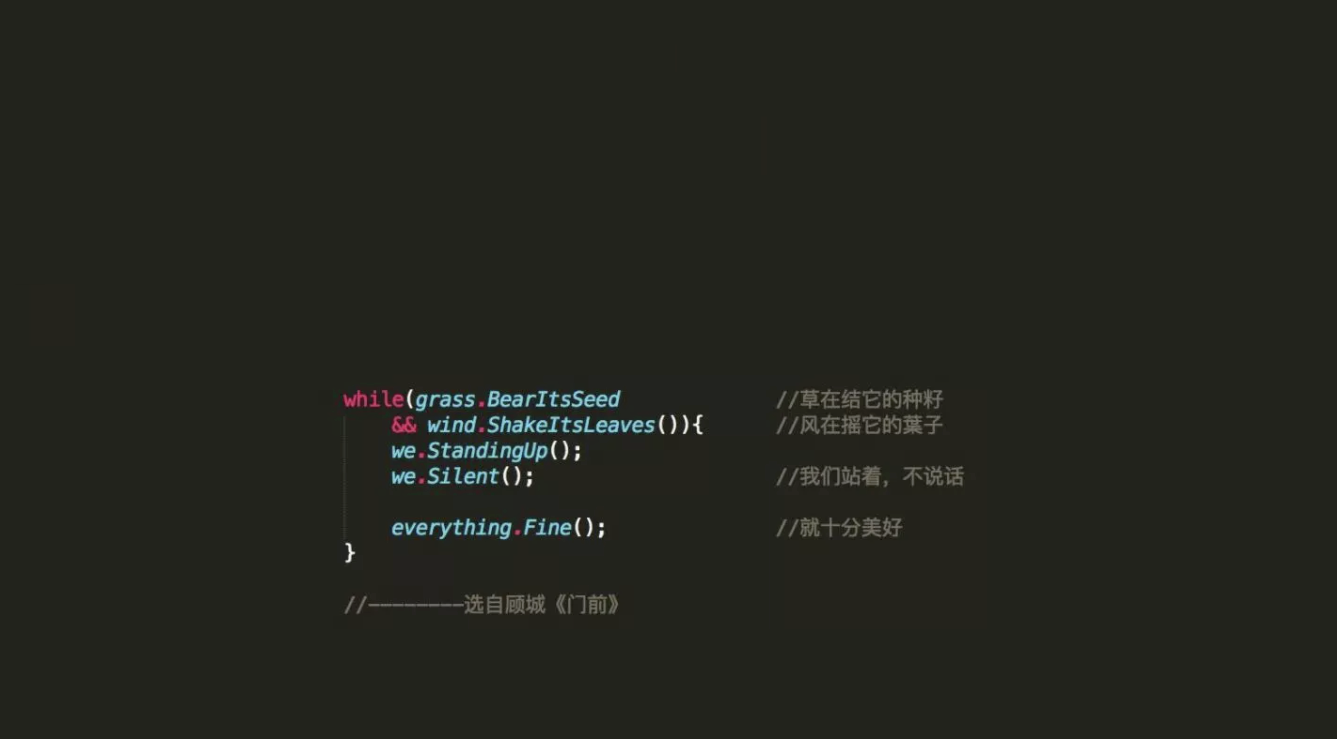 while(grass.BearItsSeed //草在结它的种籽
&& wind.ShakeItsLeaves()){ //风在摇它的葉子
we.StandingUp();
we.Silent(); //我们站着，不说话
everything.Fine(); //就十分美好
}
//————————选自顾城《门前》